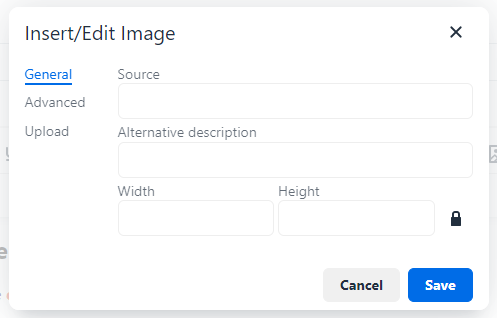 Insert/Edit Image
General
Advanced
Upload
Source
Alternative description
Width
Height
Cancel
Save